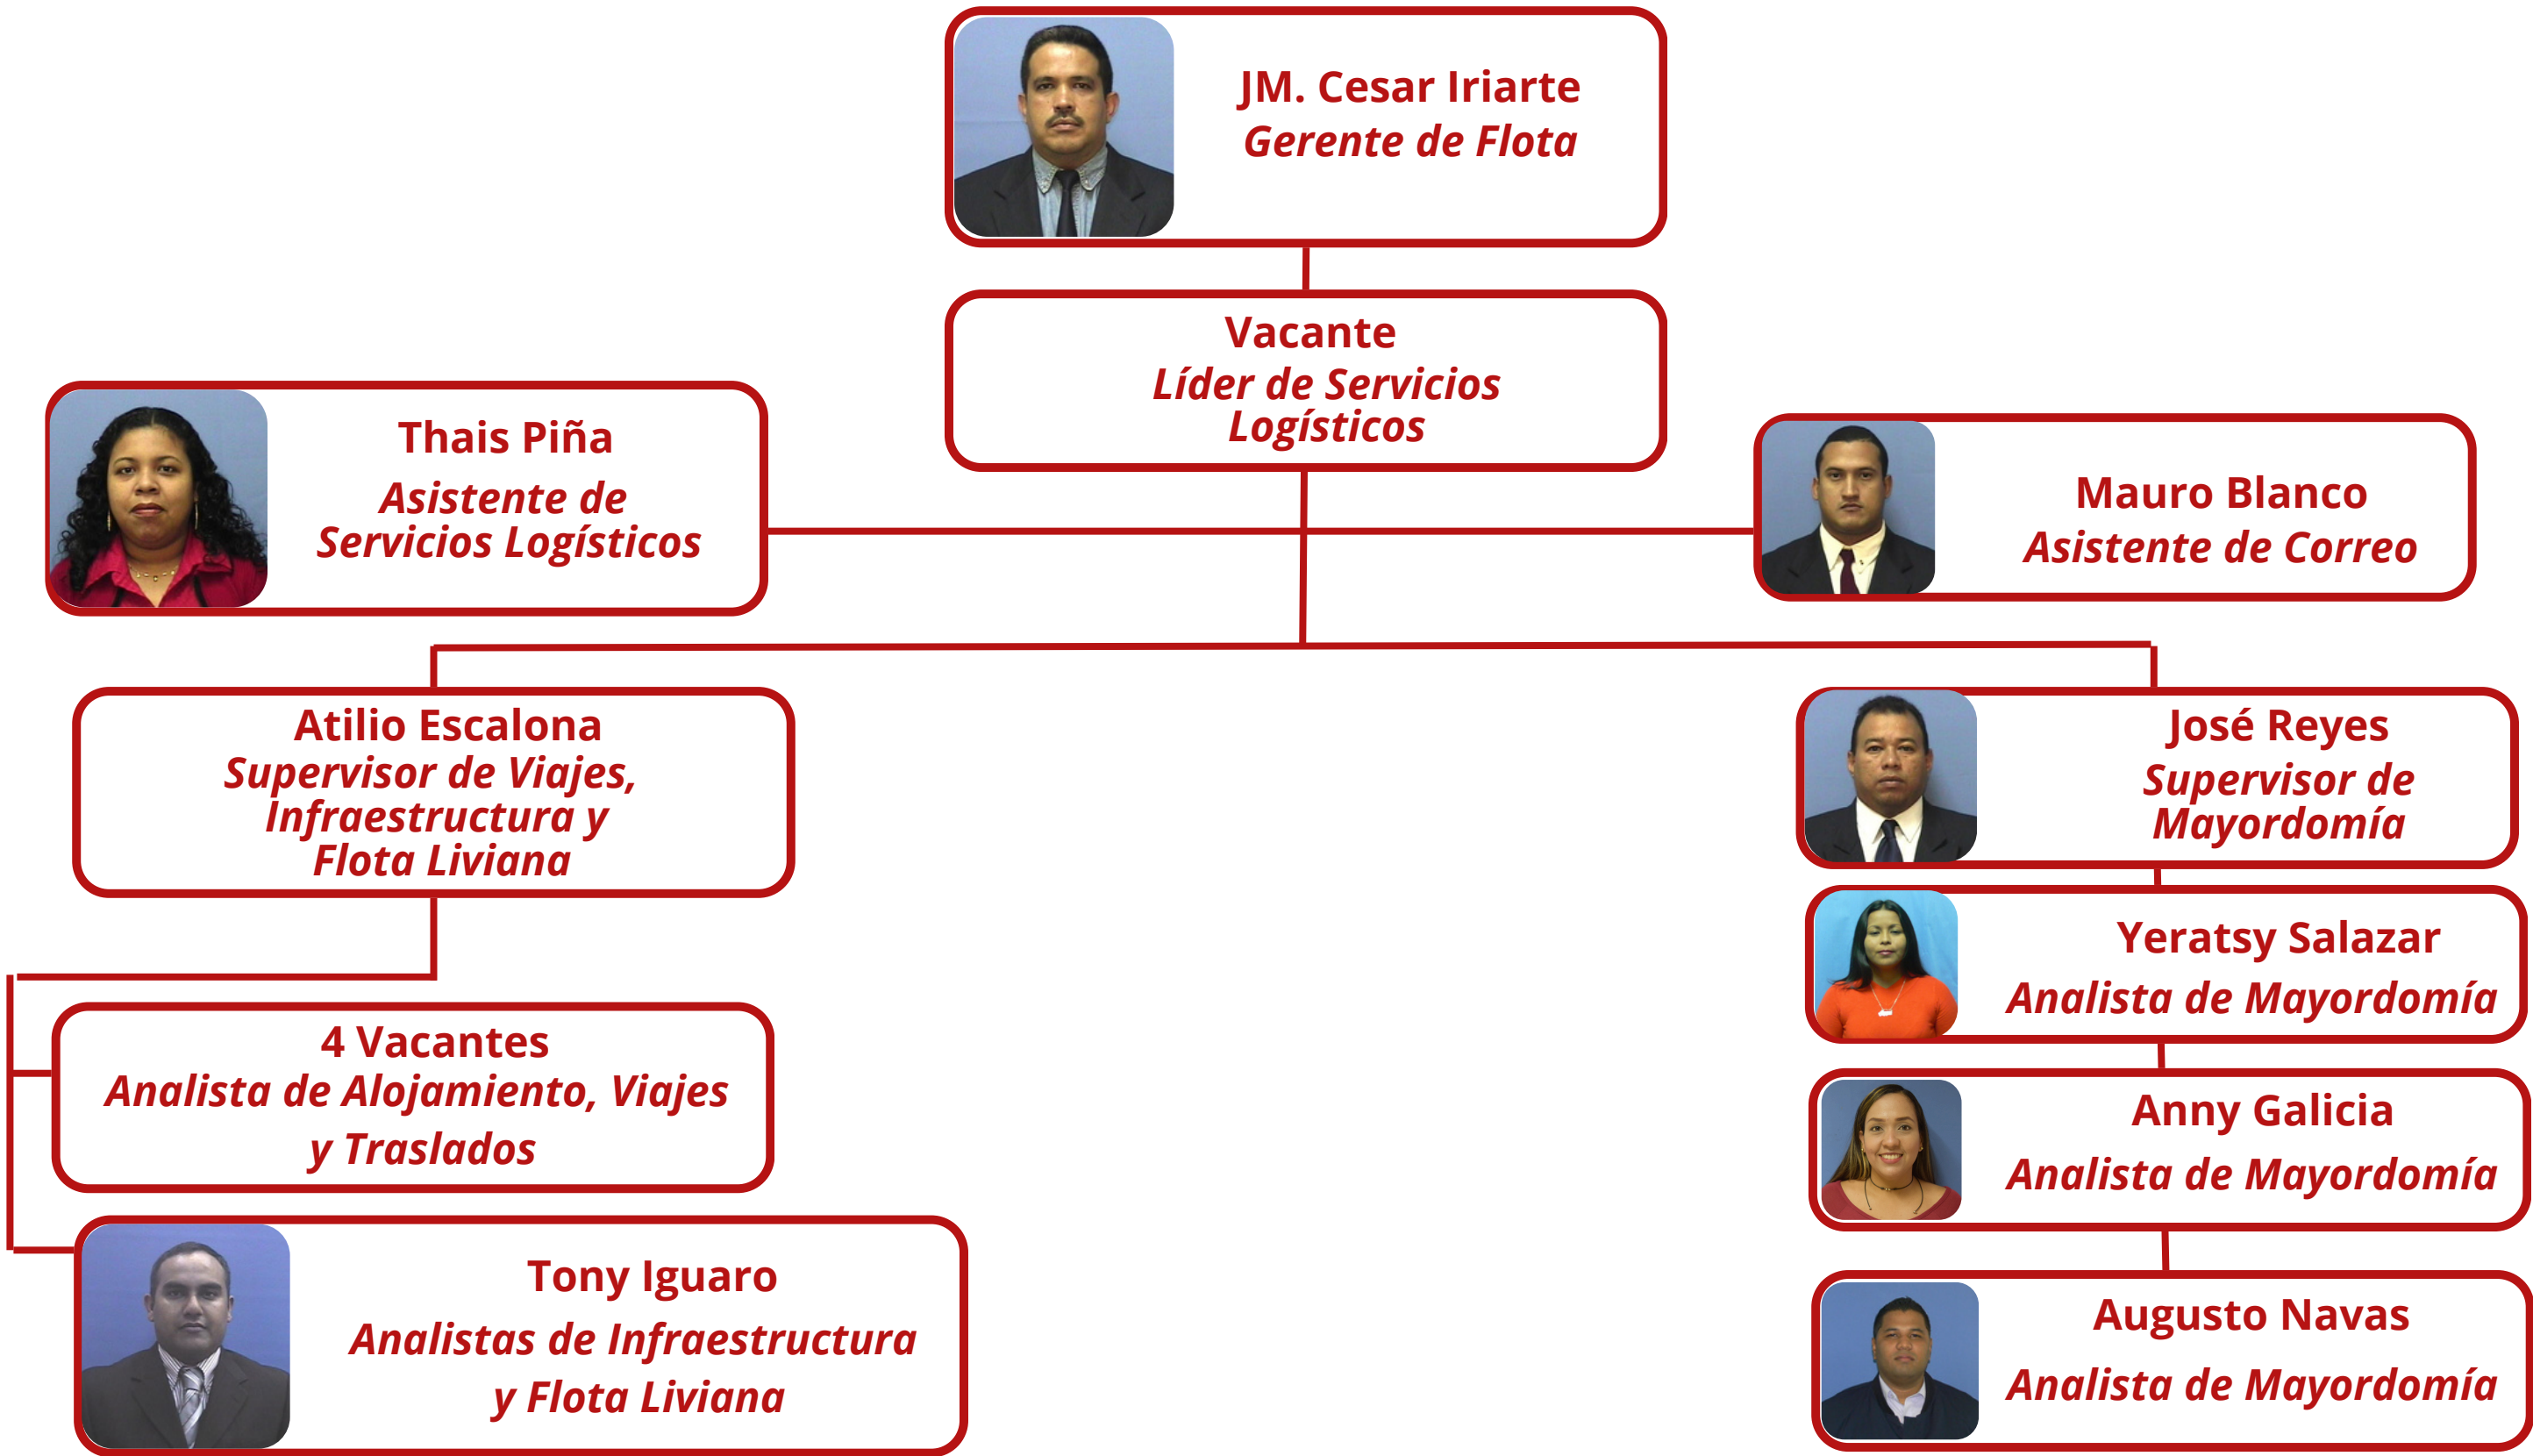 JM. Cesar Iriarte
Gerente de Flota
Vacante
Líder de Servicios
Logísticos
Thais Piña
Asistente de
Servicios Logísticos
Mauro Blanco
Asistente de Correo
Atilio Escalona
Supervisor de Viajes,
Infraestructura y
Flota Liviana
José Reyes
Supervisor de
Mayordomía
Yeratsy Salazar
Analista de Mayordomía
4 Vacantes
Analista de Alojamiento, Viajes
y Traslados
Anny Galicia
Analista de Mayordomía
Tony Iguaro
Analistas de Infraestructura
y Flota Liviana
Augusto Navas
Analista de Mayordomía